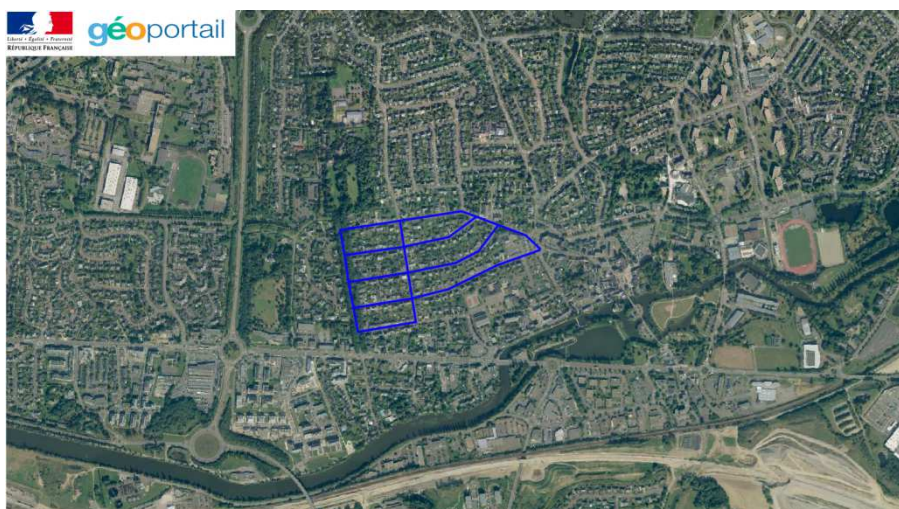 Liberté • Égalité • Fraternité
RÉPUBLIQUE FRANÇAISE
géoportail